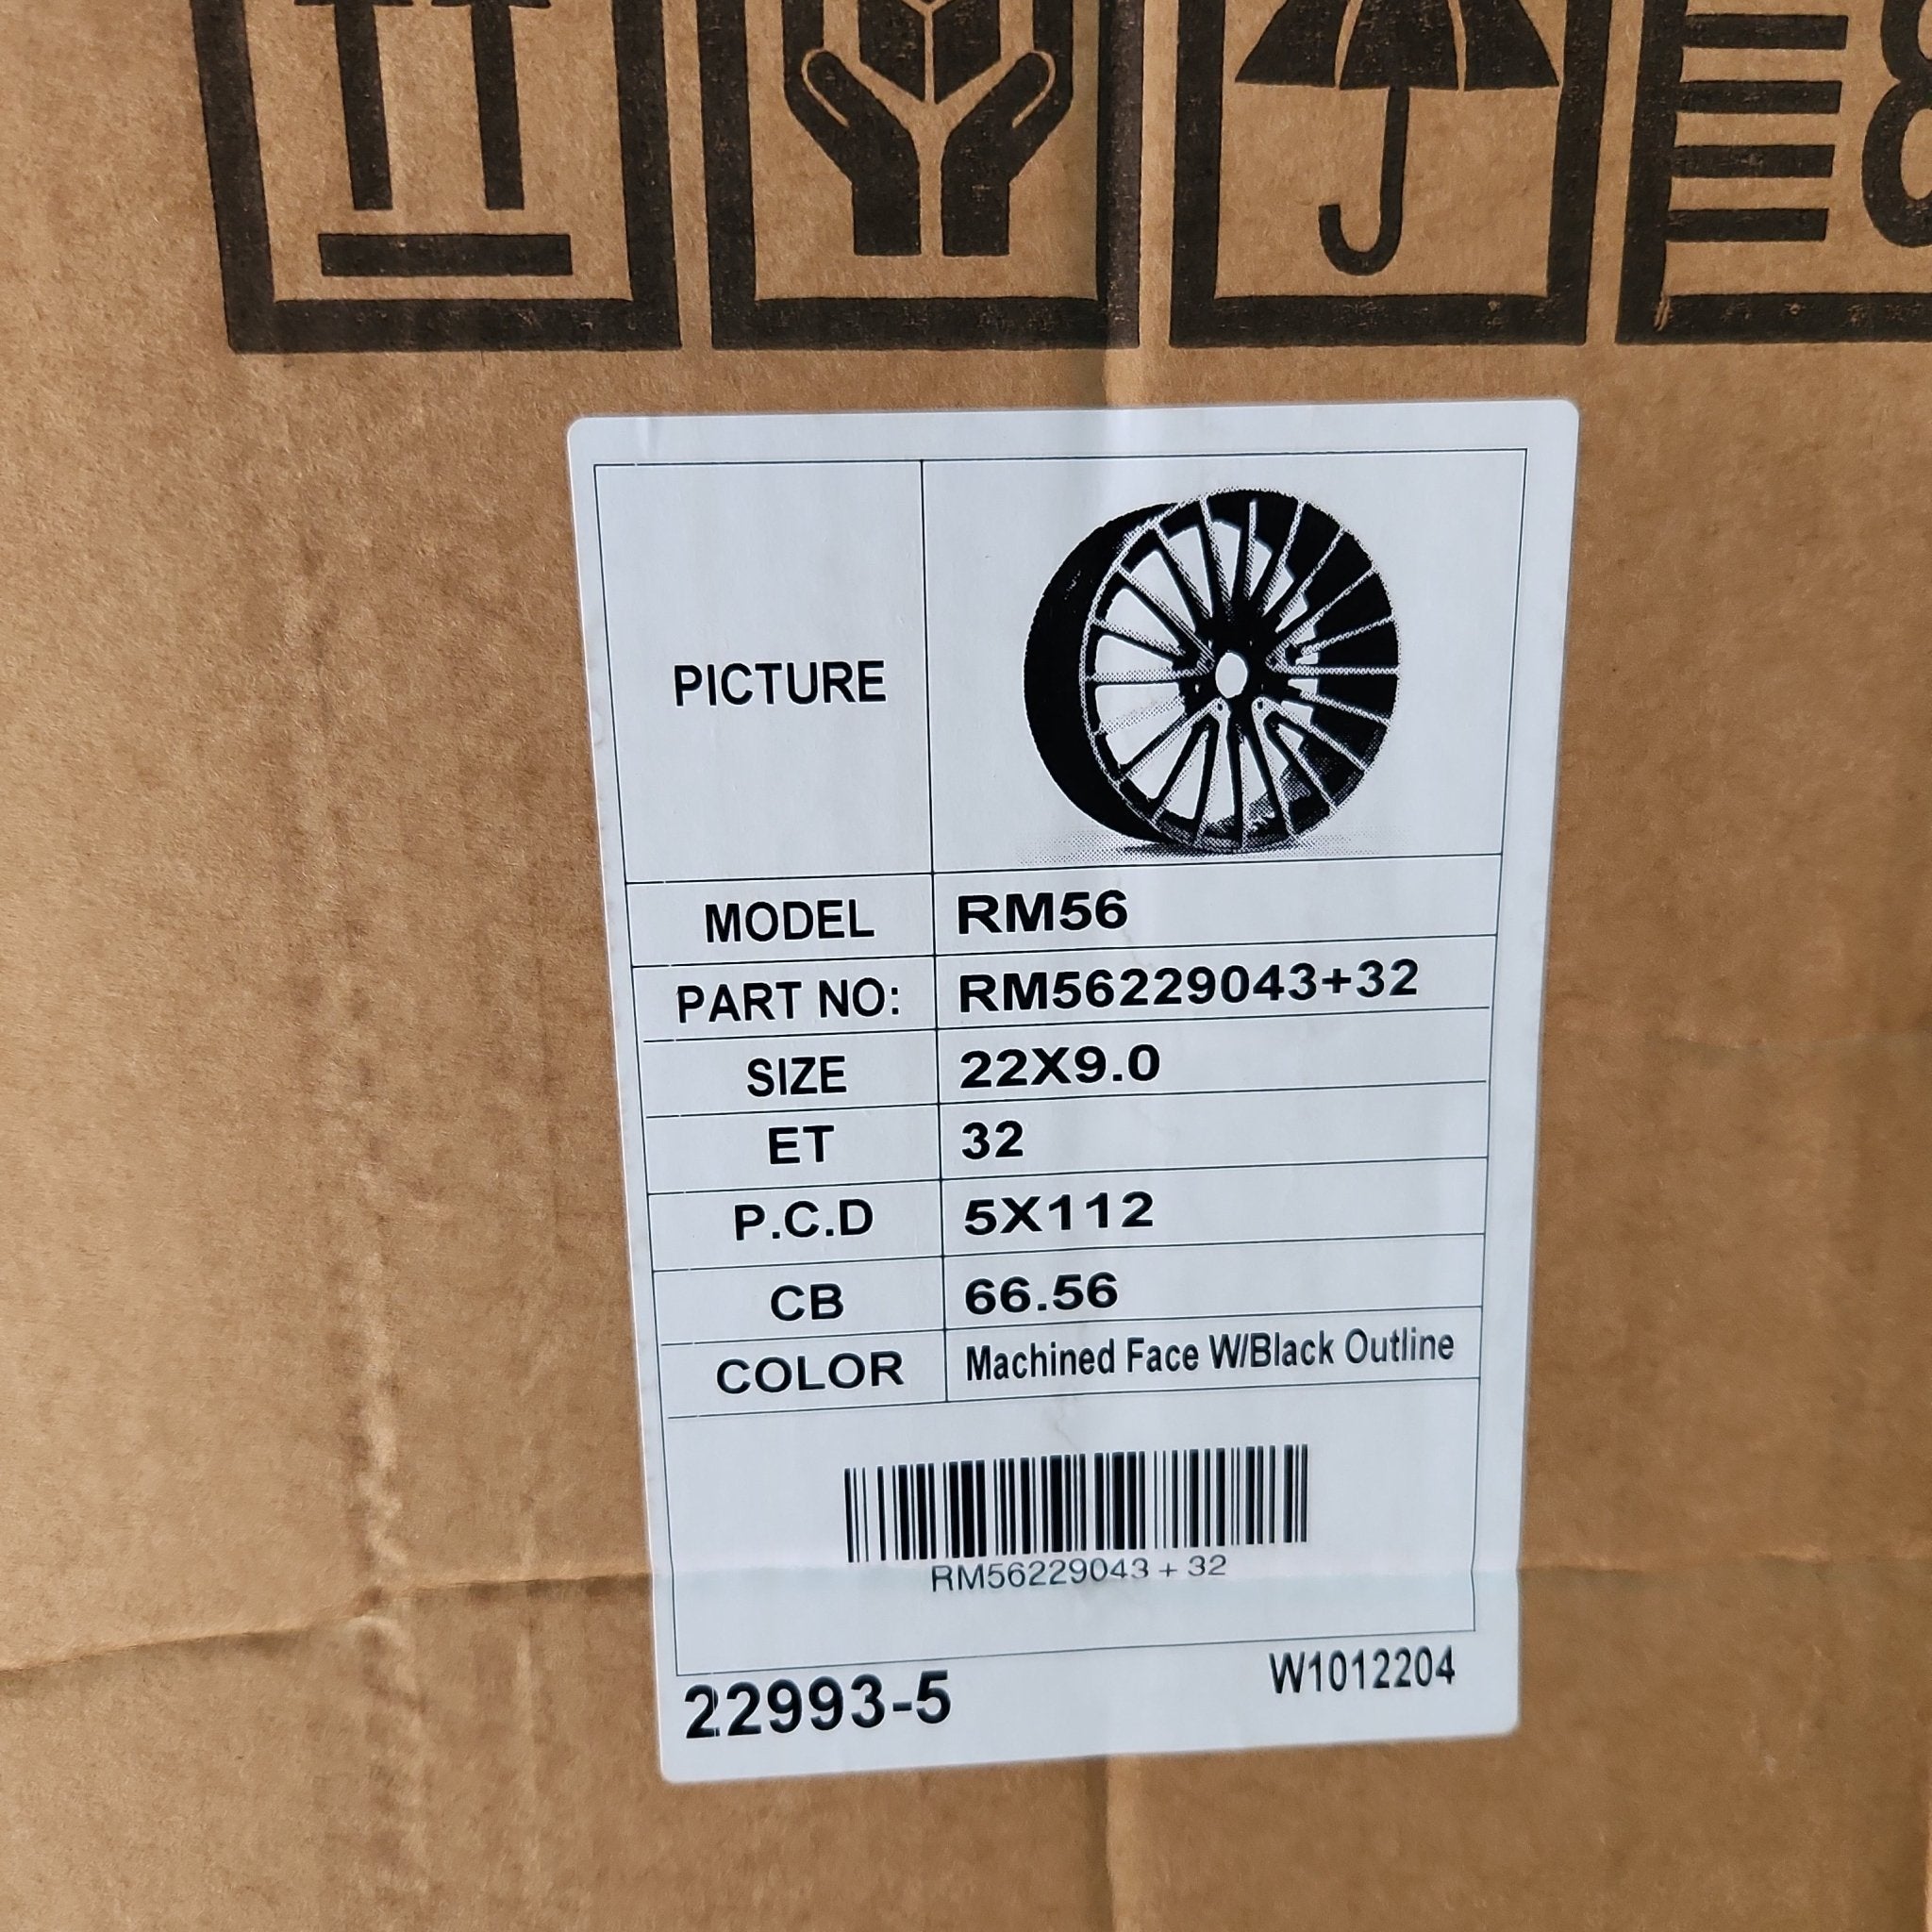 PICTURE
MODEL RM56
PART NO: RM56229043+32
SIZE 22X9.0
ET 32
P.C.D 5X112
CB 66.56
COLOR Machined Face W/Black Outline
RM56229043+32
22993-5 W1012204